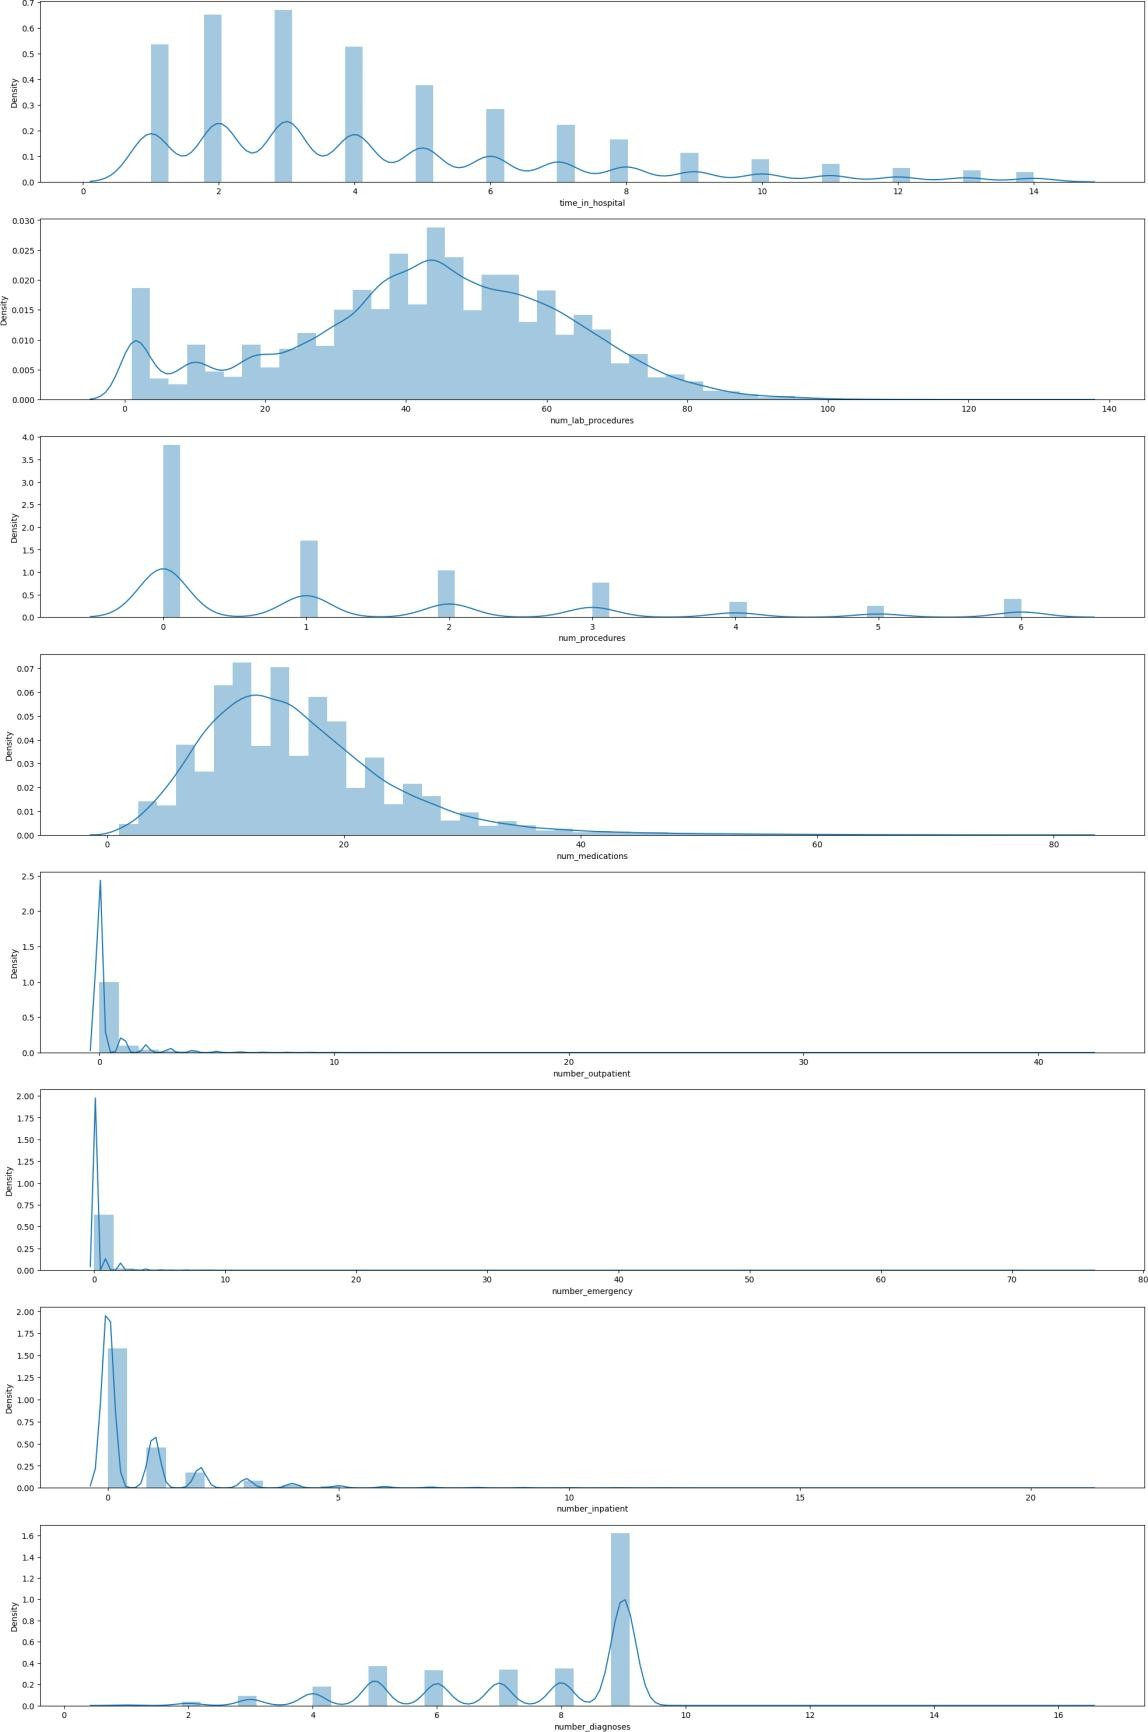 0.7
0.6
0.5
0.4
0.3
0.2
0.1
0.0
Density
0 2 4 6 8 10 12 14
time_in_hospital
0.030
0.025
0.020
0.015
0.010
0.005
0.000
Density
0 20 40 60 80 100 120 140
num_lab_procedures
4.0
3.5
3.0
2.5
2.0
1.5
1.0
0.5
0.0
Density
0 1 2 3 4 5 6
num_procedures
0.07
0.06
0.05
0.04
0.03
0.02
0.01
0.00
Density
0 20 40 60 80
num_medications
2.5
2.0
1.5
1.0
0.5
0.0
Density
0 10 20 30 40
number_outpatient
2.00
1.75
1.50
1.25
1.00
0.75
0.50
0.25
0.00
Density
0 10 20 30 40 50 60 70 80
number_emergency
2.00
1.75
1.50
1.25
1.00
0.75
0.50
0.25
0.00
Density
0 5 10 15 20
number_inpatient
1.6
1.4
1.2
1.0
0.8
0.6
0.4
0.2
0.0
Density
0 2 4 6 8 10 12 14 16
number_diagnoses